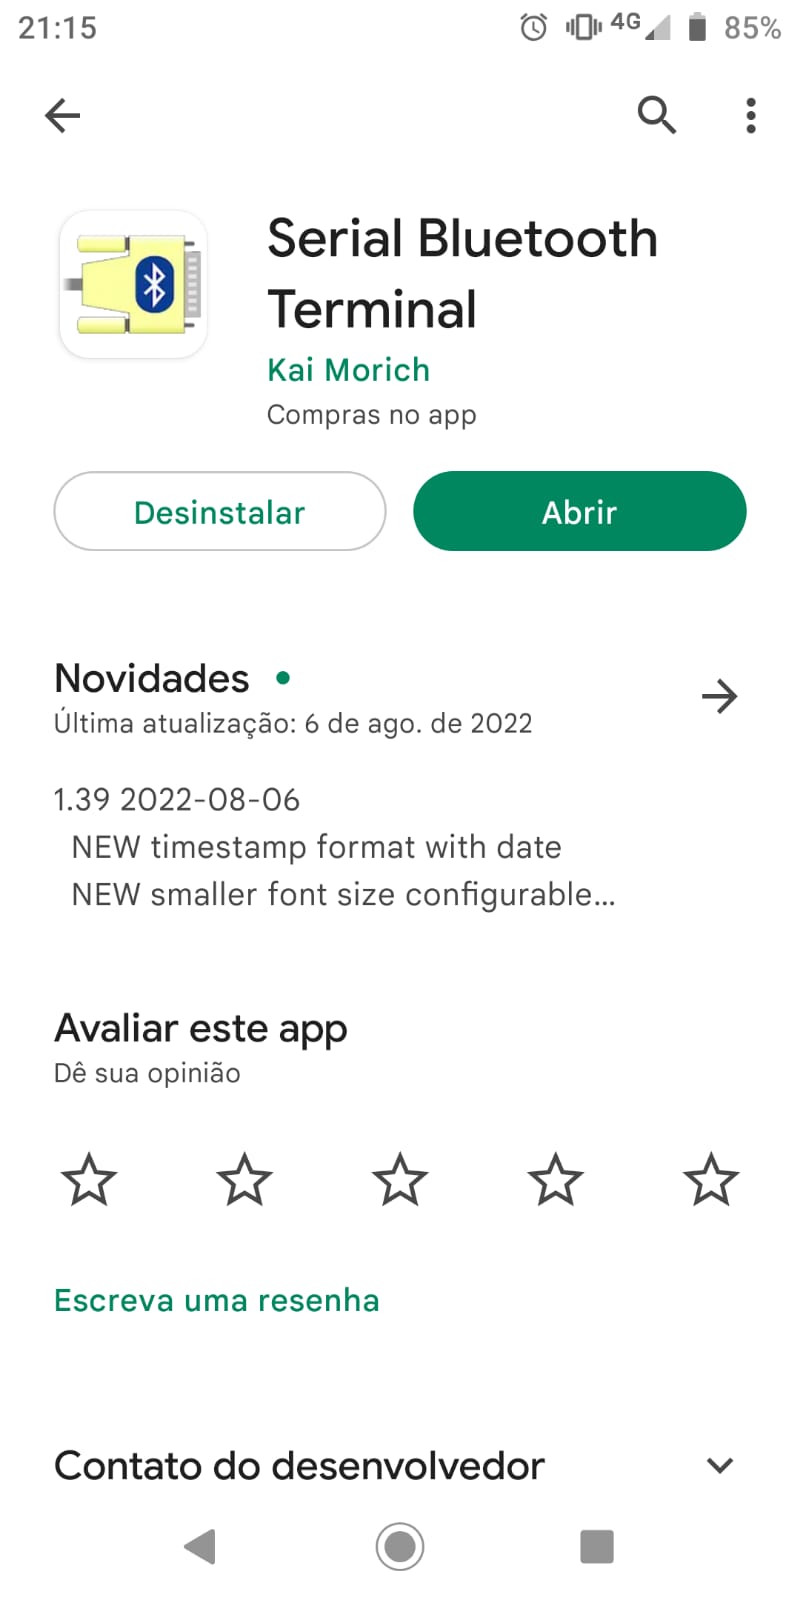 21:15
4G
85%
Serial Bluetooth
Terminal
Kai Morich
Compras no app
Desinstalar
Abrir
Novidades
Última atualização: 6 de ago. de 2022
1.39 2022-08-06
NEW timestamp format with date
NEW smaller font size configurable...
Avaliar este app
Dê sua opinião
Escreva uma resenha
Contato do desenvolvedor